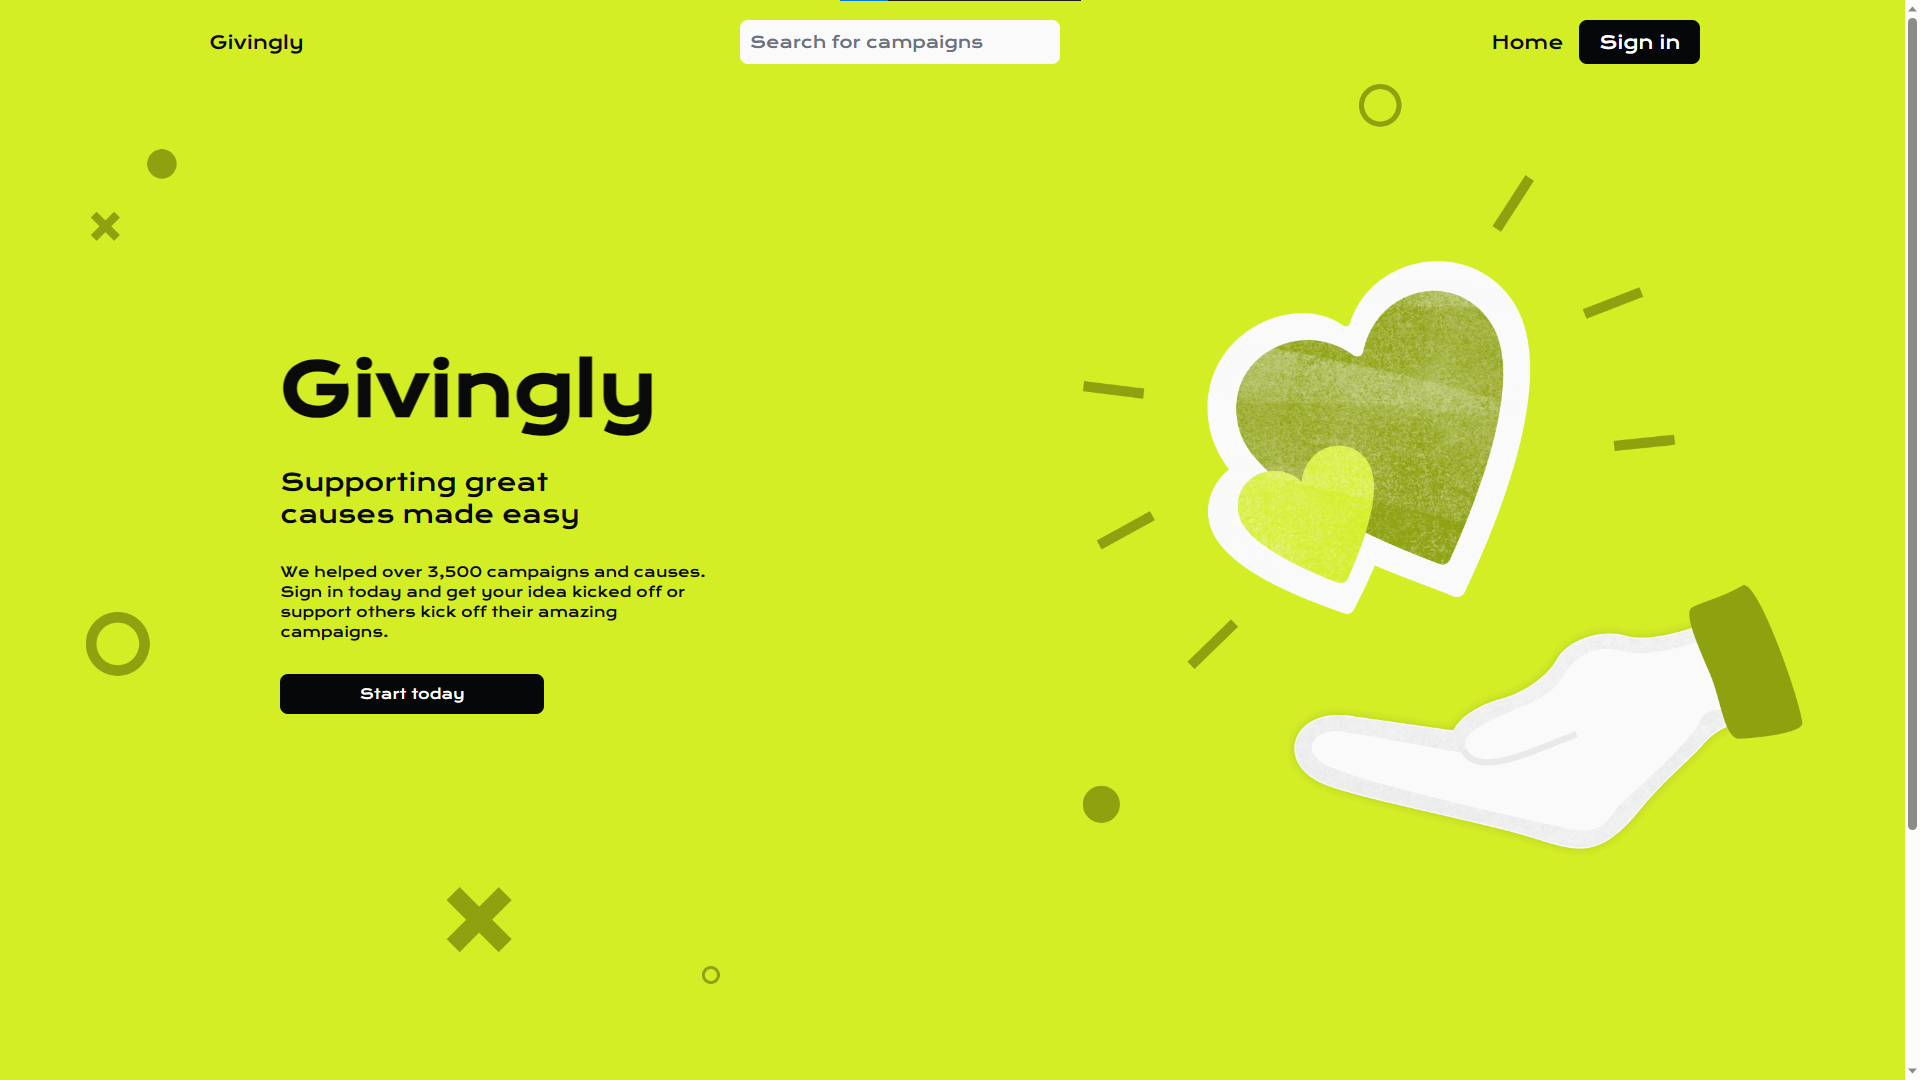 Givingly
Search for campaigns
Home
Sign in
Givingly
Supporting great
causes made easy
We helped over 3,500 campaigns and causes.
Sign in today and get your idea kicked off or
support others kick off their amazing
campaigns.
Start today